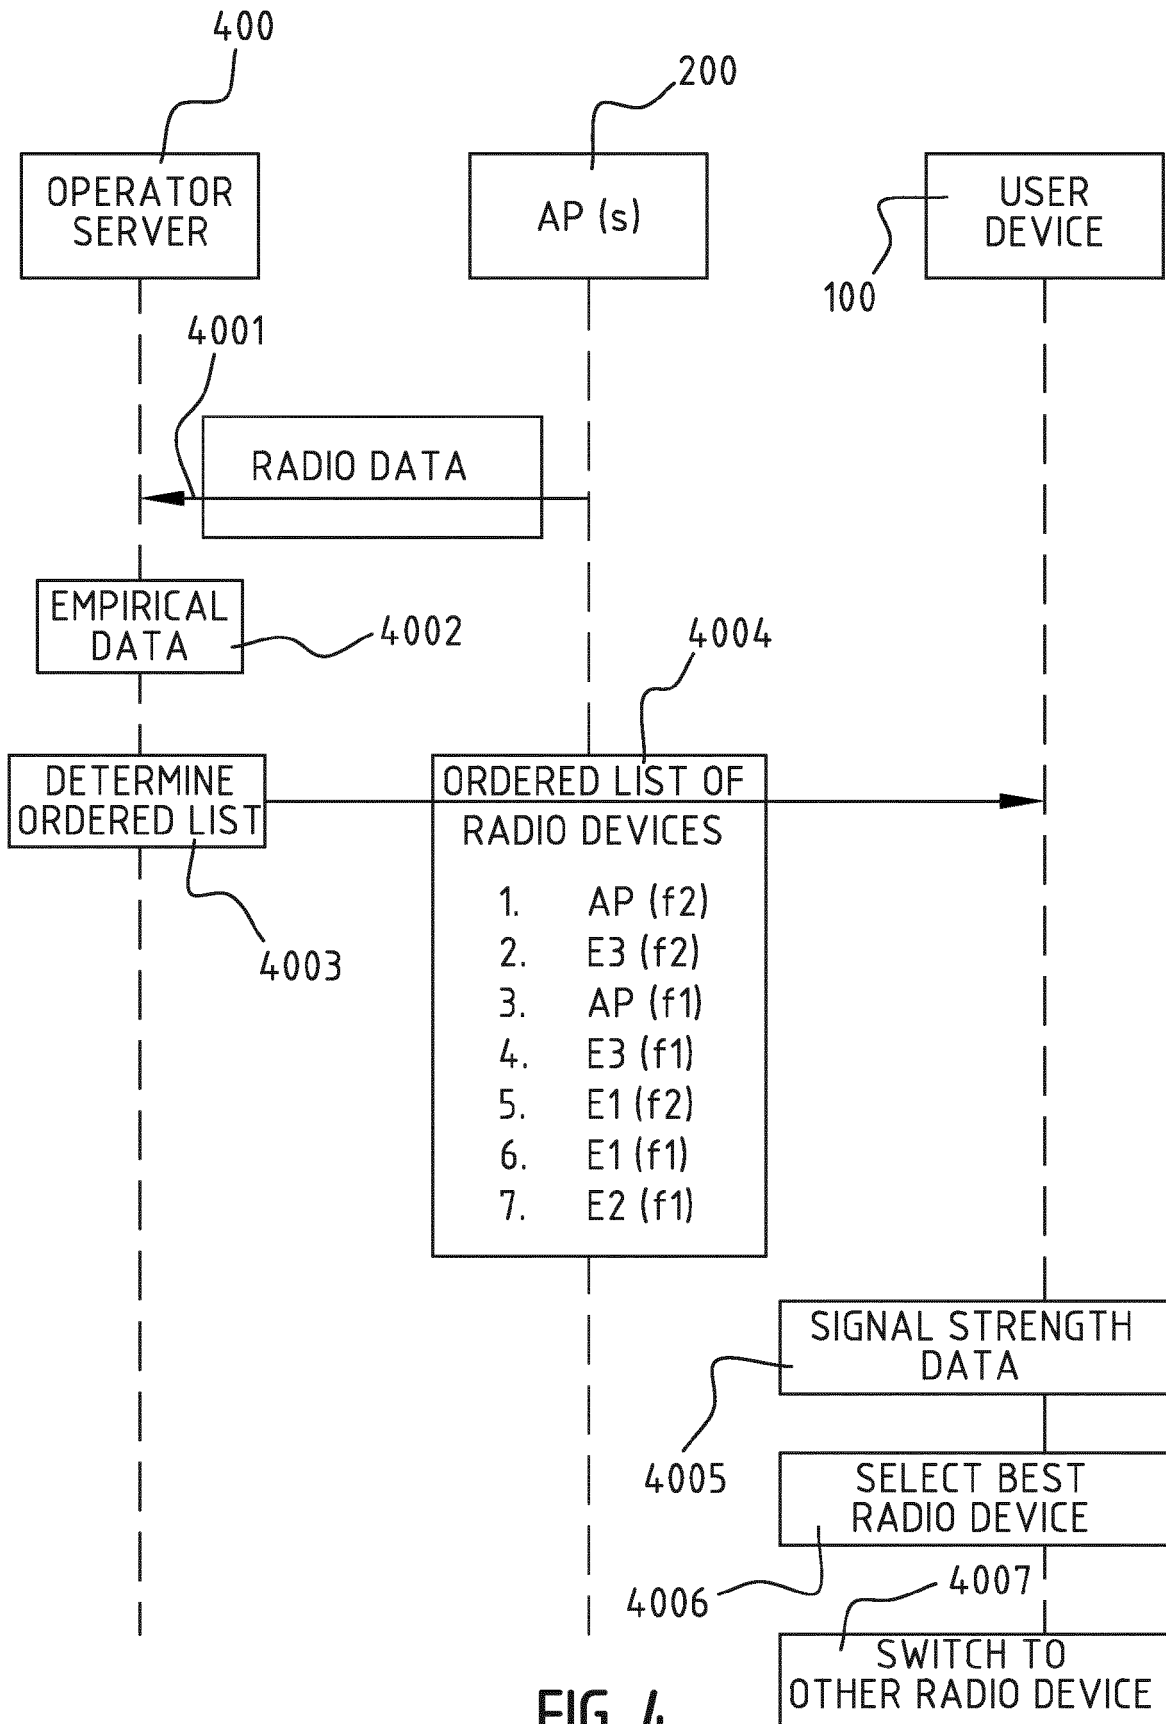 400
200
OPERATOR
SERVER
AP (s)
USER
DEVICE
100
4001
RADIO DATA
EMPIRICAL
DATA
4002
4004
DETERMINE
ORDERED LIST
ORDERED LIST OF
RADIO DEVICES
4003
1. AP (f2)
2. E3 (f2)
3. AP (f1)
4. E3 (f1)
5. E1 (f2)
6. E1 (f1)
7. E2 (f1)
SIGNAL STRENGTH
DATA
4005
SELECT BEST
RADIO DEVICE
4006
4007
SWITCH TO
OTHER RADIO DEVICE
FIG. 4